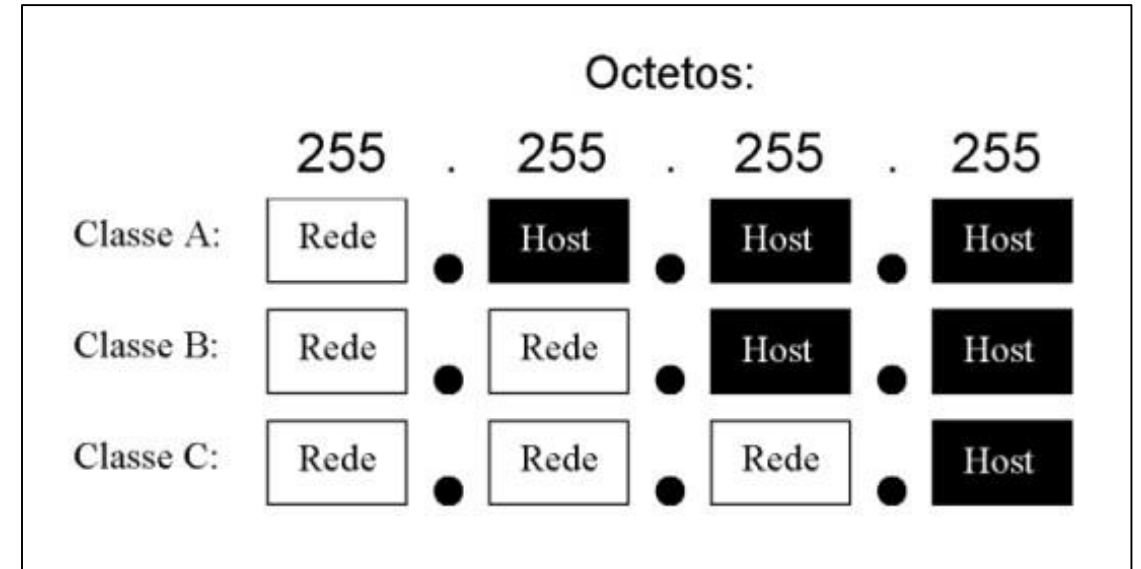 Octetos:
255 . 255 . 255 . 255
Classe A: Rede . Host . Host . Host
Classe B: Rede . Rede . Host . Host
Classe C: Rede . Rede . Rede . Host